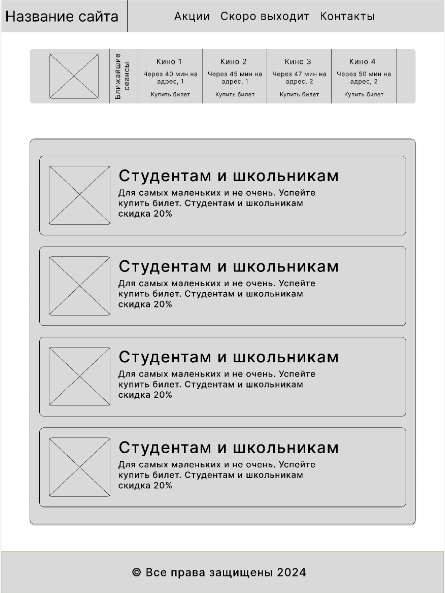 Название сайта
Акции Скоро выходит Контакты
Ближайшие
сеансы
Кино 1
Через 40 мин на
адрес, 1
Купить билет
Кино 2
Через 45 мин на
адрес, 1
Купить билет
Кино 3
Через 47 мин на
адрес, 2
Купить билет
Кино 4
Через 50 мин на
адрес, 2
Купить билет
Студентам и школьникам
Для самых маленьких и не очень. Успейте
купить билет. Студентам и школьникам
скидка 20%
Студентам и школьникам
Для самых маленьких и не очень. Успейте
купить билет. Студентам и школьникам
скидка 20%
Студентам и школьникам
Для самых маленьких и не очень. Успейте
купить билет. Студентам и школьникам
скидка 20%
Студентам и школьникам
Для самых маленьких и не очень. Успейте
купить билет. Студентам и школьникам
скидка 20%
© Все права защищены 2024